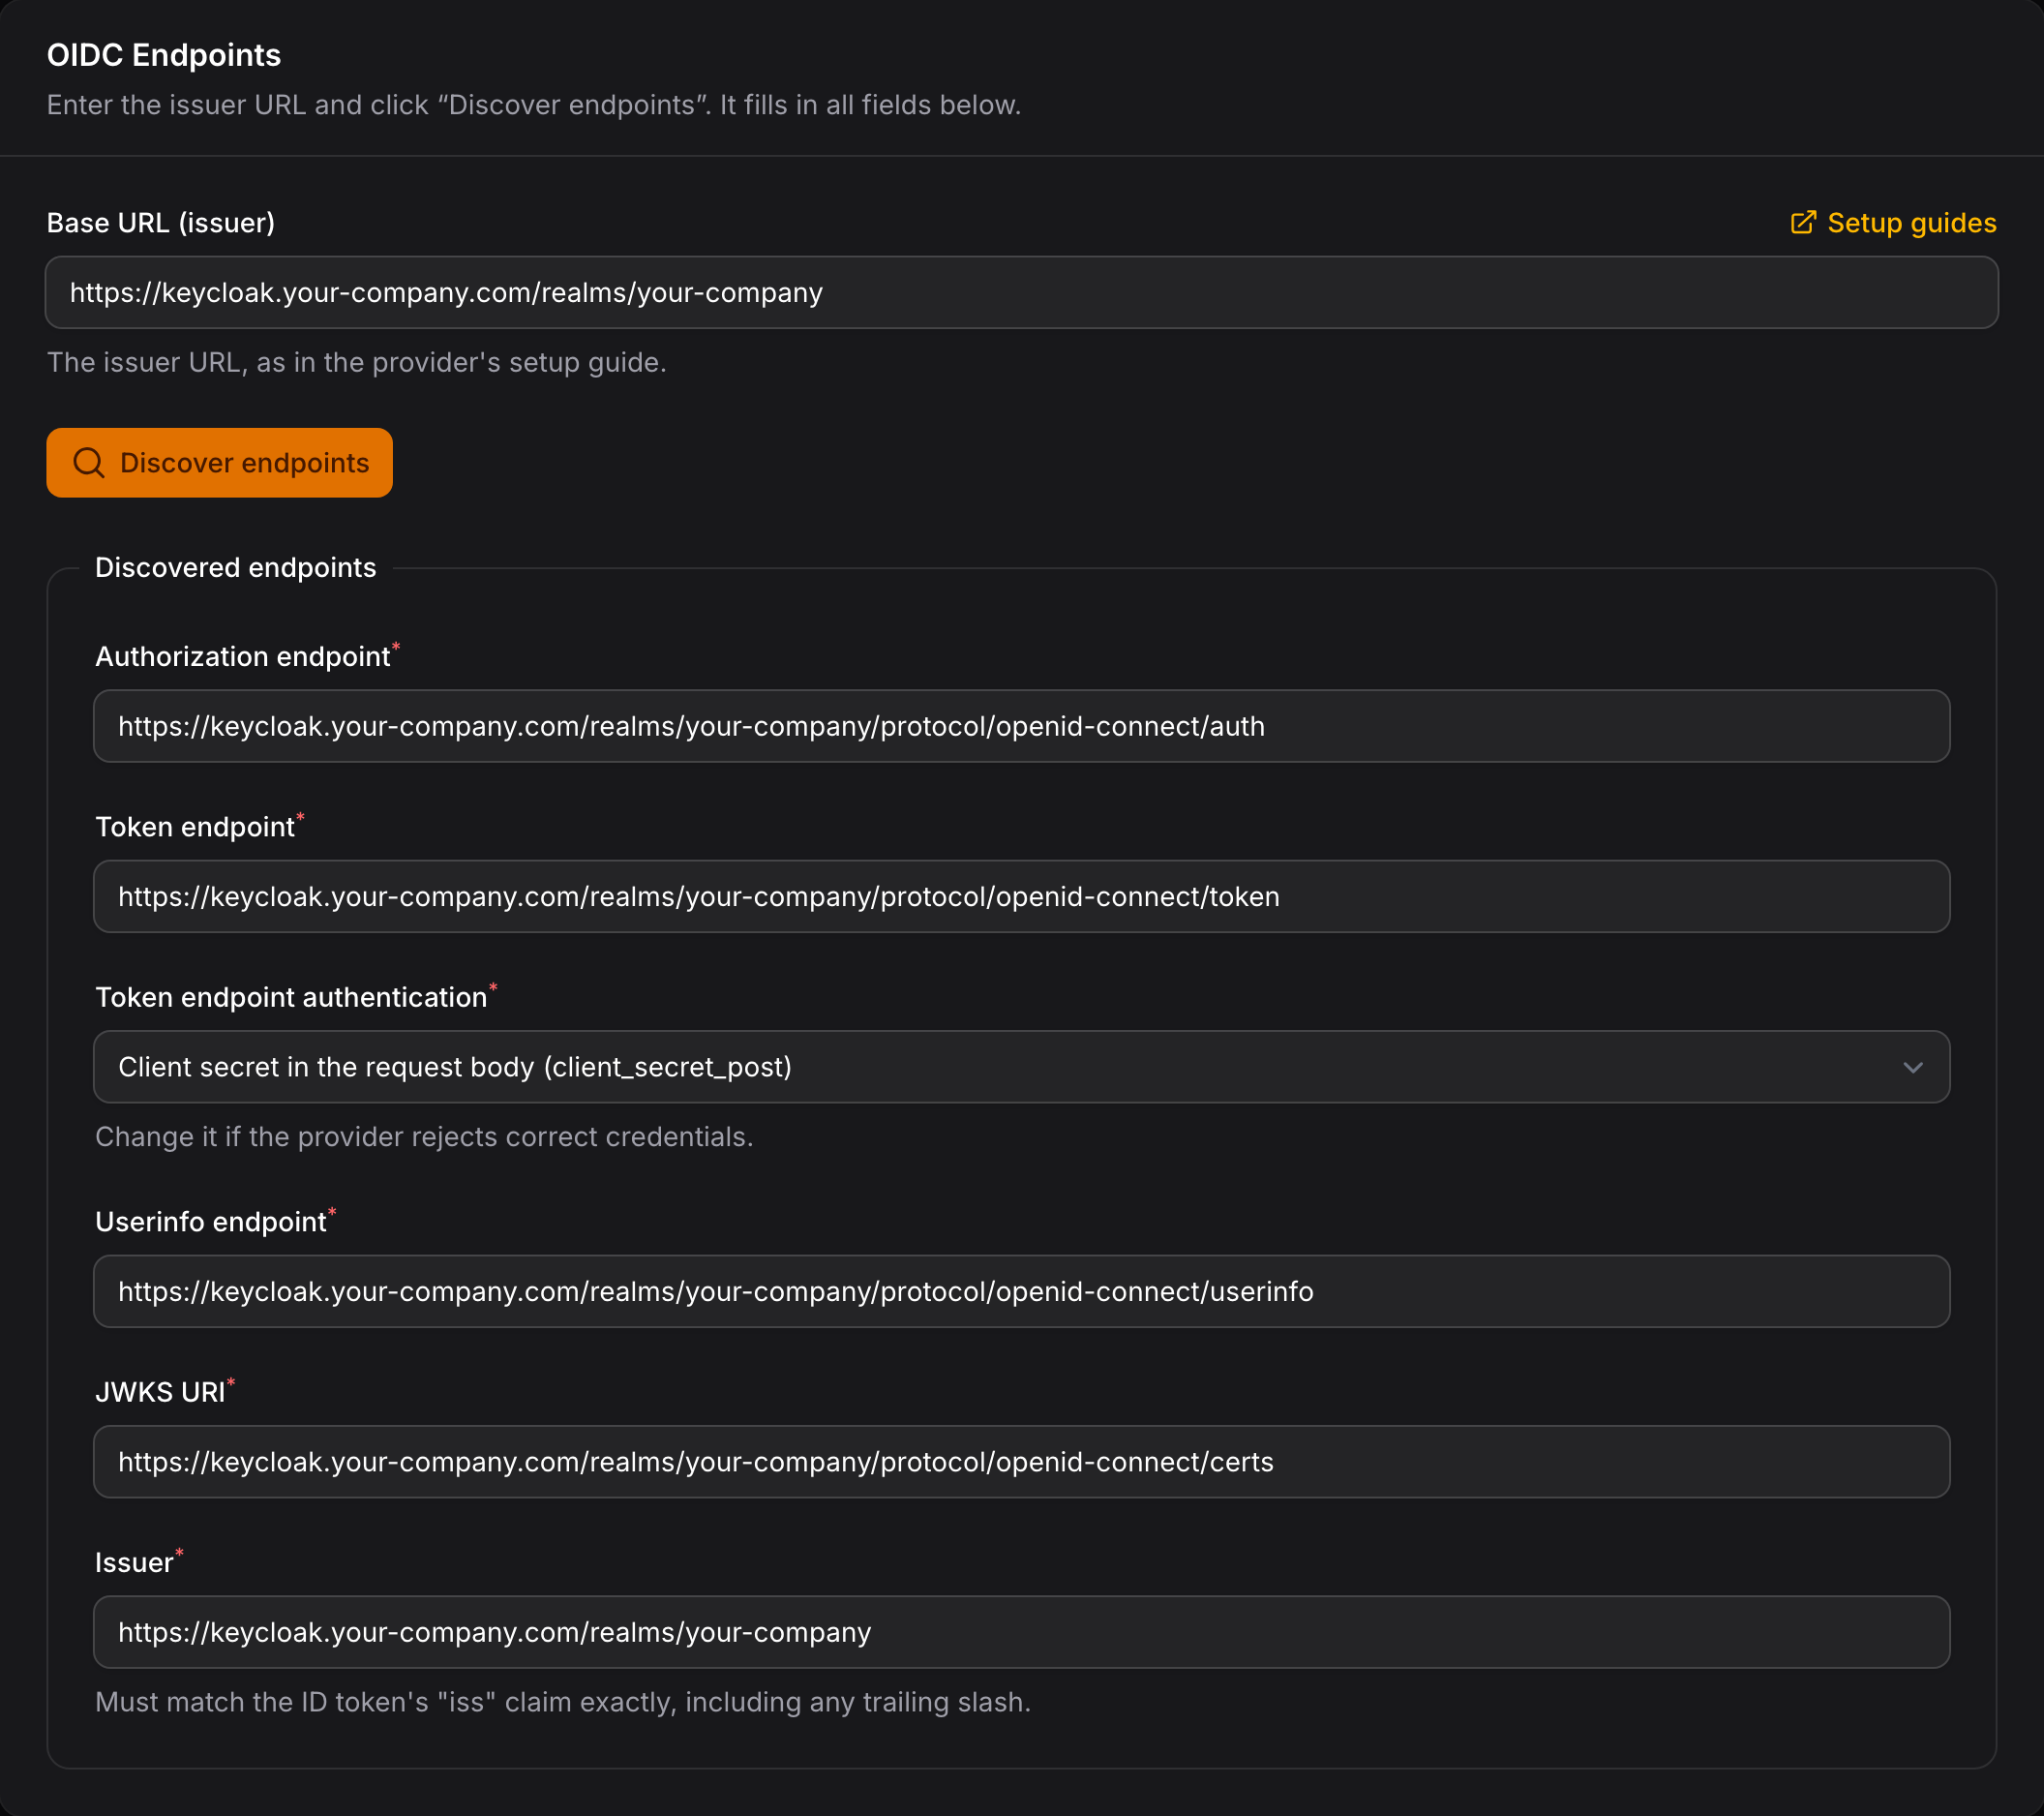 OIDC Endpoints
Enter the issuer URL and click “Discover endpoints”. It fills in all fields below.
Base URL (issuer)
Setup guides
https://keycloak.your-company.com/realms/your-company
The issuer URL, as in the provider's setup guide.
Discover endpoints
Discovered endpoints
Authorization endpoint*
https://keycloak.your-company.com/realms/your-company/protocol/openid-connect/auth
Token endpoint*
https://keycloak.your-company.com/realms/your-company/protocol/openid-connect/token
Token endpoint authentication*
Client secret in the request body (client_secret_post)
Change it if the provider rejects correct credentials.
Userinfo endpoint*
https://keycloak.your-company.com/realms/your-company/protocol/openid-connect/userinfo
JWKS URI*
https://keycloak.your-company.com/realms/your-company/protocol/openid-connect/certs
Issuer*
https://keycloak.your-company.com/realms/your-company
Must match the ID token's "iss" claim exactly, including any trailing slash.